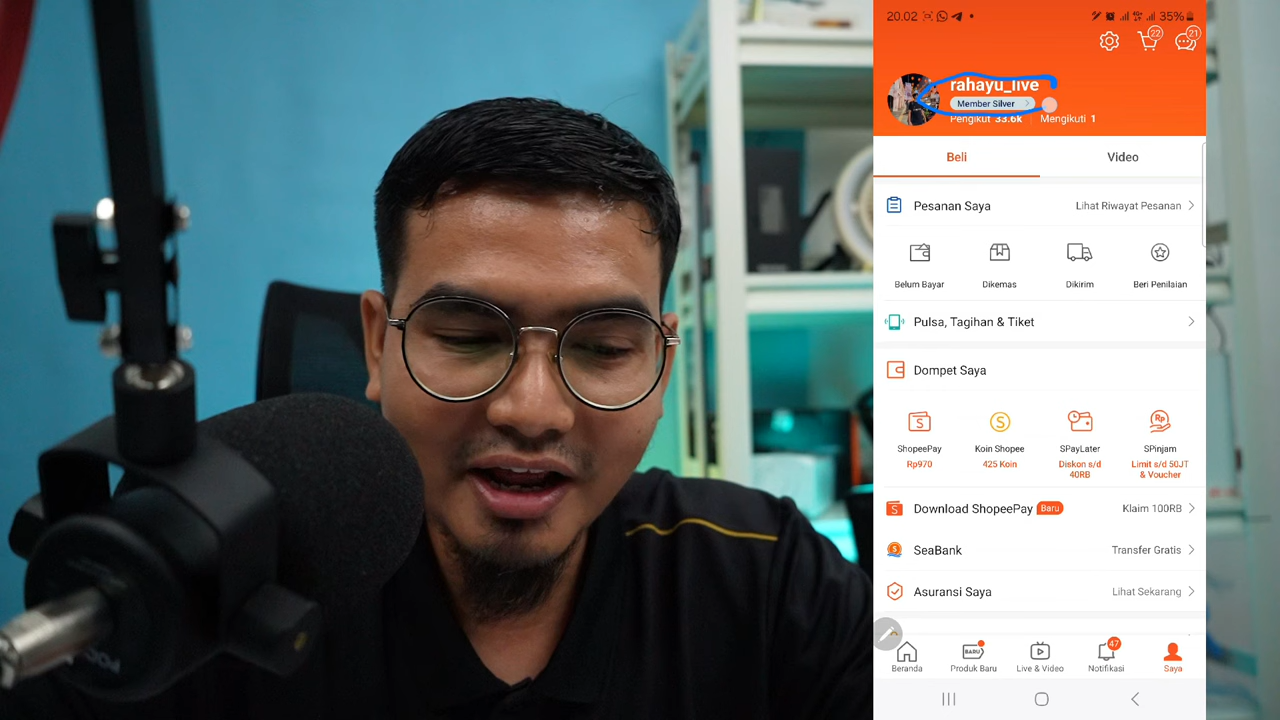 20.02
35%
22
21
rahayu_live
Member Silver
Pengikut 33.6k
Mengikuti 1
Beli
Video
Pesanan Saya
Lihat Riwayat Pesanan
Belum Bayar
Dikemas
Dikirim
Beri Penilaian
Pulsa, Tagihan & Tiket
Dompet Saya
ShopeePay
Rp970
Koin Shopee
425 Koin
SPayLater
Diskon s/d
40RB
Rp
SPinjam
Limit s/d 50JT
& Voucher
Download ShopeePay Baru
Klaim 100RB
SeaBank
Transfer Gratis
Asuransi Saya
Lihat Sekarang
Beranda
BARU
Produk Baru
Live & Video
47
Notifikasi
Saya